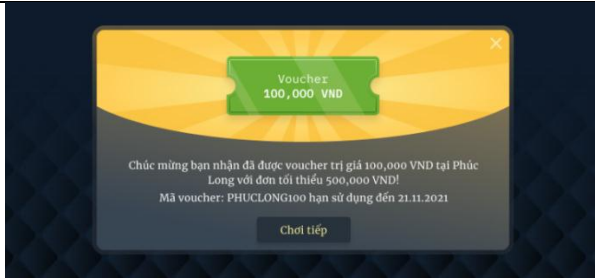 Voucher
100,000 VND
Chúc mừng bạn nhận đã được voucher trị giá 100,000 VND tại Phúc
Long với đơn tối thiểu 500,000 VND!
Mã voucher: PHUCLONG100 hạn sử dụng đến 21.11.2021
Chơi tiếp